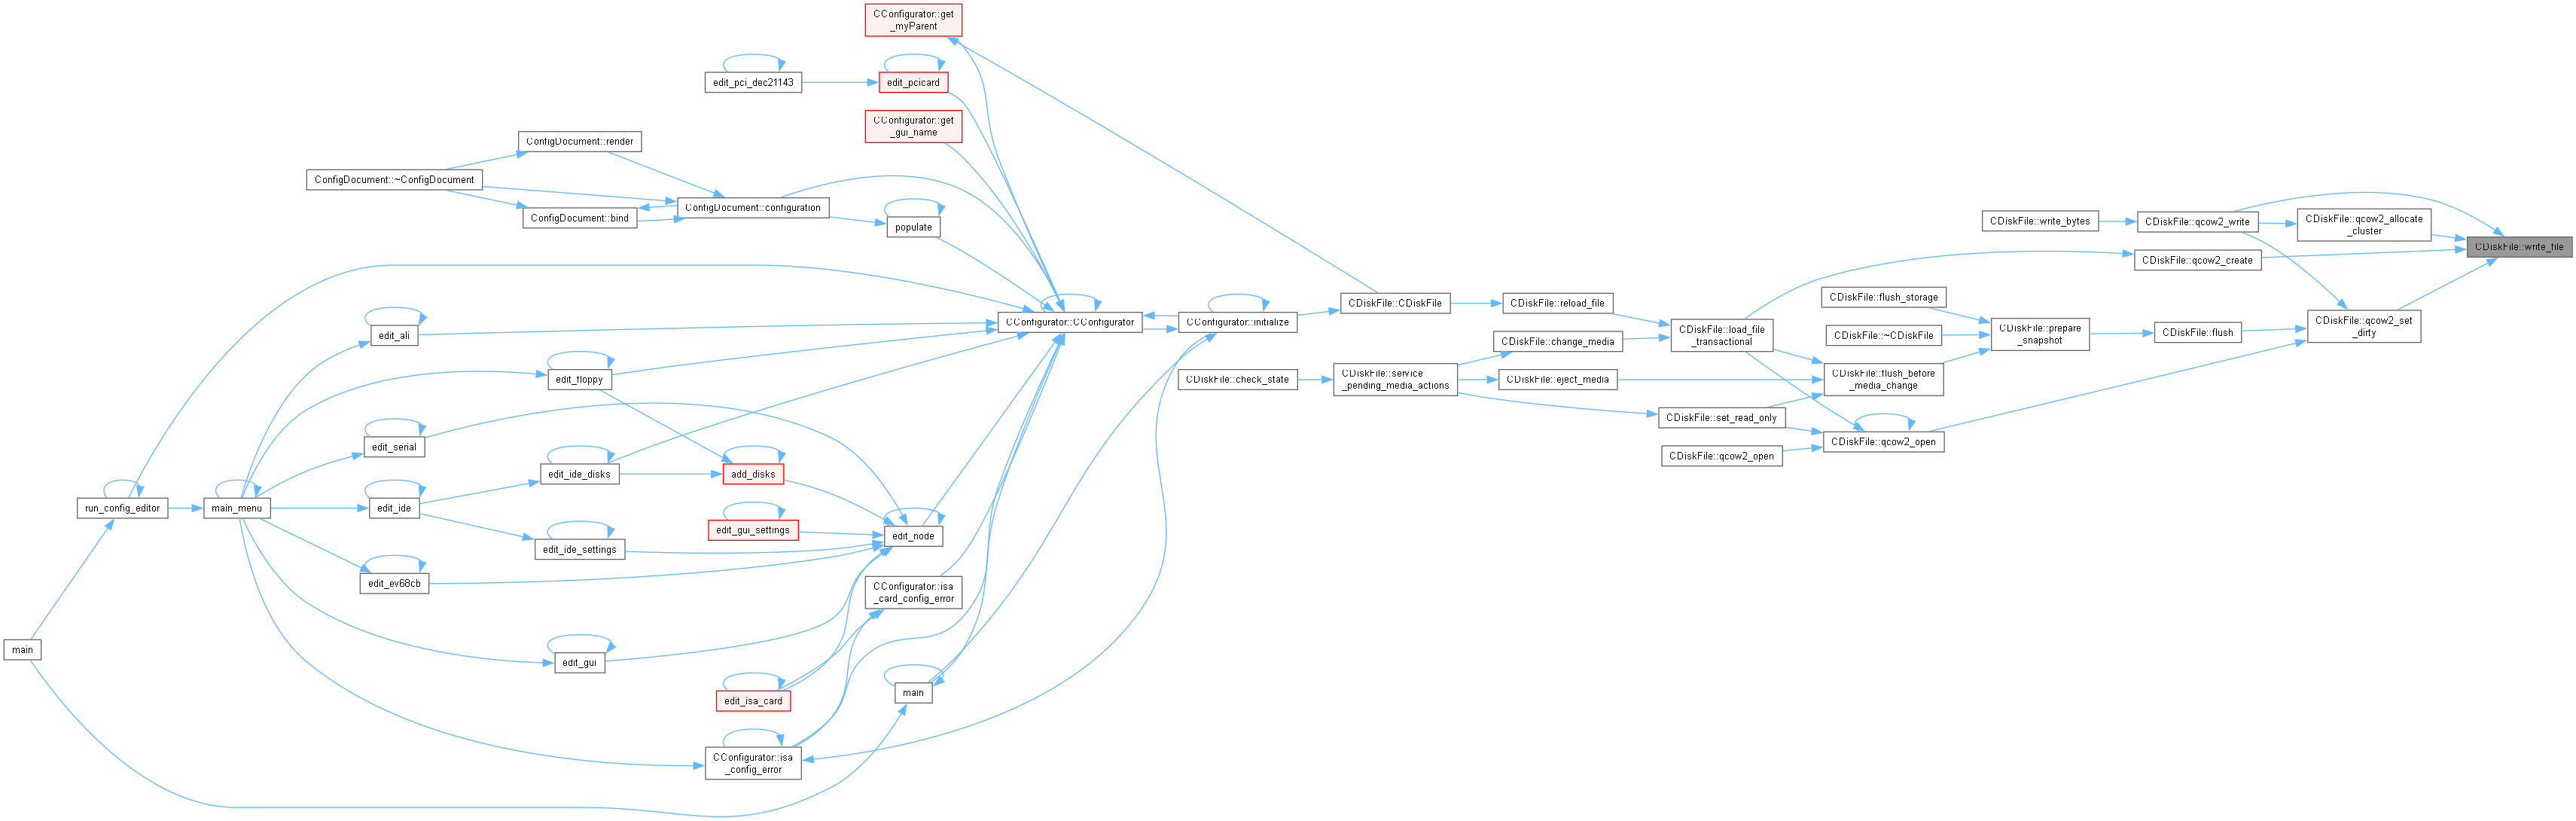 CConfigurator::get
_myParent
edit_pci_dec21143
edit_pcicard
CConfigurator::get
_gui_name
ConfigDocument::render
ConfigDocument::~ConfigDocument
ConfigDocument::configuration
ConfigDocument::bind
populate
CDiskFile::write_bytes
CDiskFile::qcow2_write
CDiskFile::qcow2_allocate
_cluster
CDiskFile::write_file
CDiskFile::qcow2_create
CDiskFile::flush_storage
CDiskFile::CDiskFile
CDiskFile::reload_file
CConfigurator::CConfigurator
CConfigurator::initialize
CDiskFile::load_file
_transactional
CDiskFile::~CDiskFile
CDiskFile::prepare
_snapshot
CDiskFile::flush
CDiskFile::qcow2_set
_dirty
edit_ali
CDiskFile::change_media
edit_floppy
CDiskFile::check_state
CDiskFile::service
_pending_media_actions
CDiskFile::eject_media
CDiskFile::flush_before
_media_change
CDiskFile::set_read_only
edit_serial
CDiskFile::qcow2_open
CDiskFile::qcow2_open
edit_ide_disks
add_disks
run_config_editor
main_menu
edit_ide
edit_gui_settings
edit_node
edit_ide_settings
edit_ev68cb
CConfigurator::isa
_card_config_error
main
edit_gui
edit_isa_card
main
CConfigurator::isa
_config_error